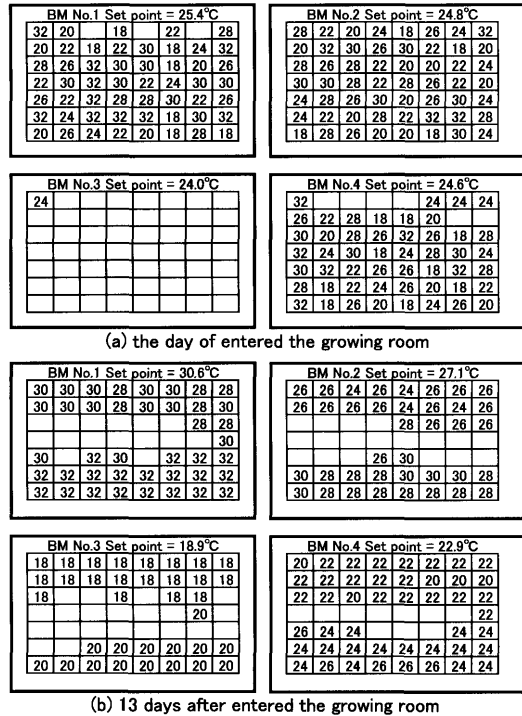 BM No.1 Set point = 25.4℃
32 20 18 22 28
20 22 18 22 30 18 24 32
28 26 32 30 30 18 20 26
22 30 32 30 22 24 30 30
26 22 32 28 28 30 22 26
32 24 32 32 32 18 30 32
20 26 24 22 20 18 28 18
BM No.2 Set point = 24.8℃
28 22 20 24 18 26 24 32
20 32 30 26 30 22 18 20
28 26 28 22 20 20 22 20
30 30 28 22 28 26 22 24
24 28 26 30 20 26 30 24
24 22 20 28 22 32 32 28
18 28 26 20 20 18 30 24
BM No.3 Set point = 24.0℃
24
BM No.4 Set point = 24.6℃
32 24 24 24
26 22 28 18 18 20
30 20 28 26 32 26 18 28
32 24 30 18 24 28 30 24
30 32 22 26 26 18 32 28
28 18 22 24 26 20 18 22
32 18 26 20 18 24 26 20
(a) the day of entered the growing room
BM No.1 Set point = 30.6℃
30 30 30 28 30 30 28 28
30 30 30 28 30 30 28 30
28 28
30
30 32 30 32 32 32
32 32 32 32 32 32 32 32
32 32 32 32 32 32 32 32
BM No.2 Set point = 27.1℃
26 26 24 26 24 26 26 26
26 26 26 26 24 26 24 26
28 26 26 26
26 30
30 28 28 28 30 30 30 28
30 28 28 28 28 28 28 28
BM No.3 Set point = 18.9℃
18 18 18 18 18 18 18 18
18 18 18 18 18 18 18 18
18 18 18 18
20
20 20 20 20 20 20
20 20 20 20 20 20 20 20
BM No.4 Set point = 22.9℃
20 22 22 22 22 22 22 22
22 22 22 22 22 20 20 20
22 22 20 22 22 22 22 22
22
26 24 24 24 24
24 24 24 24 24 24 24 24
24 26 24 26 26 26 24 24
(b) 13 days after entered the growing room